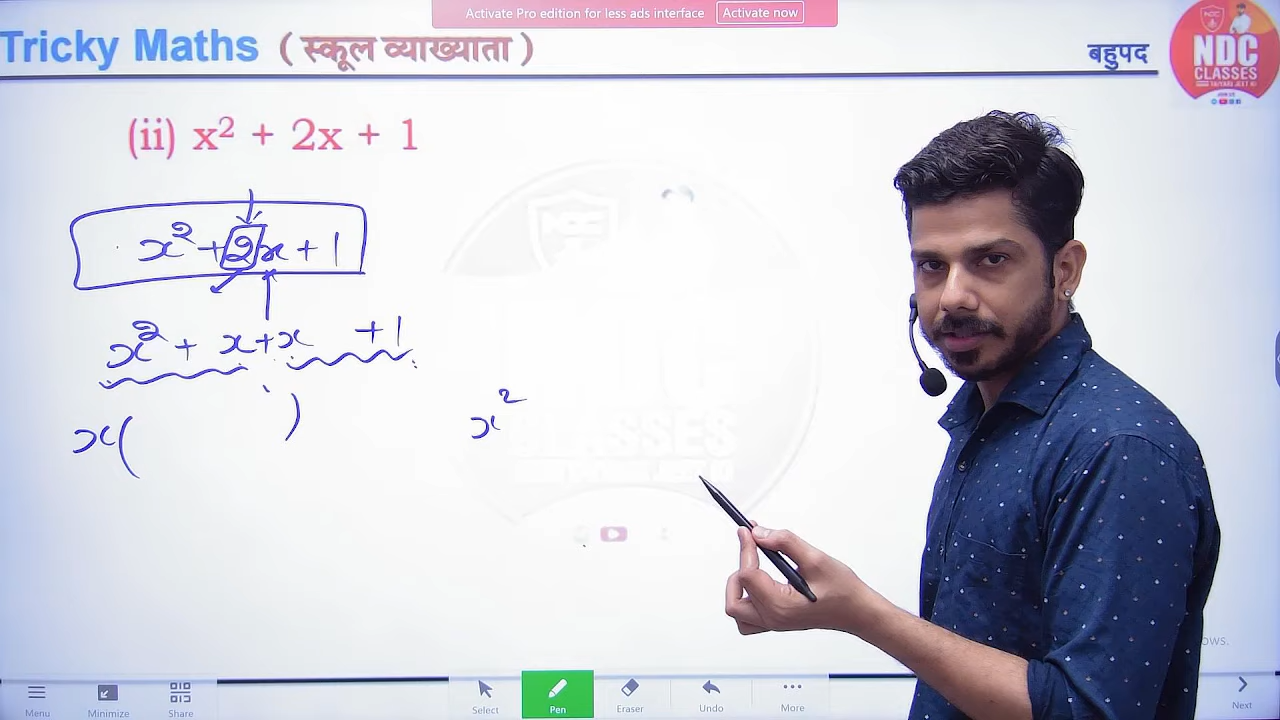 Activate Pro edition for less ads interface Activate now
Tricky Maths ( स्कूल व्याख्याता )
बहुपद
NDC
CLASSES
(ii) x² + 2x + 1
x² + 2x + 1
x² + x + x + 1
x( )
x²
CLASSES
Menu Minimize Share Select Pen Eraser Undo More Next